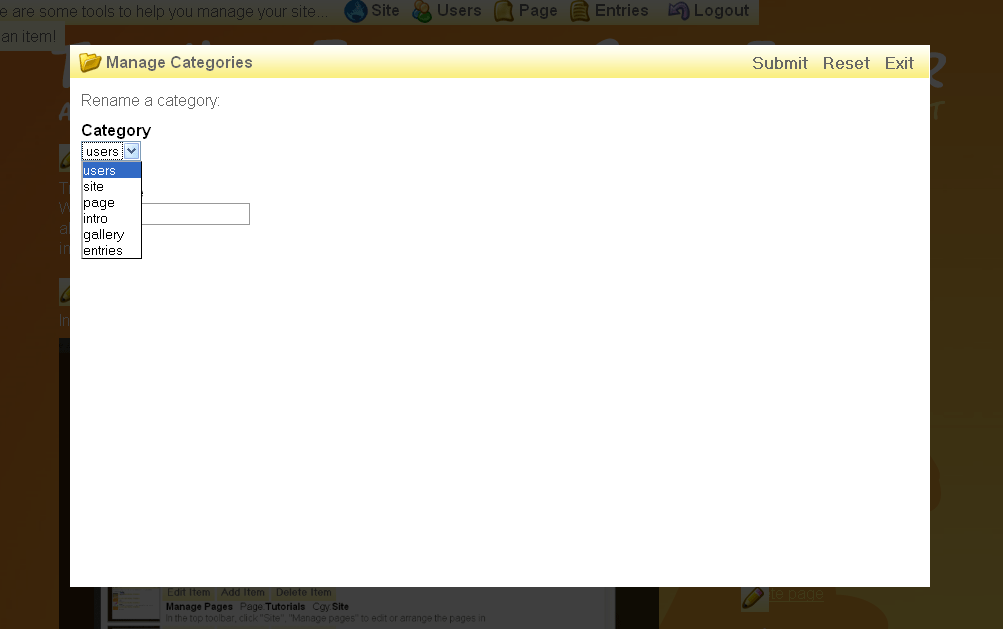 e are some tools to help you manage your site... Site Users Page Entries Logout
an item!
Manage Categories Submit Reset Exit
Rename a category:
Category
users
users
site
page
intro
gallery
entries
In
Edit Item Add Item Delete Item
Manage Pages Page:Tutorials Cgy:Site
In the top toolbar, click "Site", "Manage pages" to edit or arrange the pages in
te page